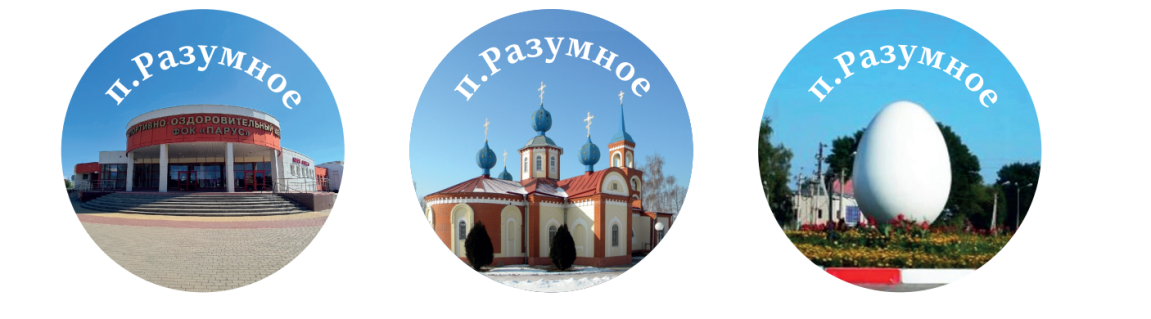 п.Разумное
СПОРТИВНО-ОЗДОРОВИТЕЛЬНЫЙ
ФОК «ПАРУС»
п.Разумное
п.Разумное